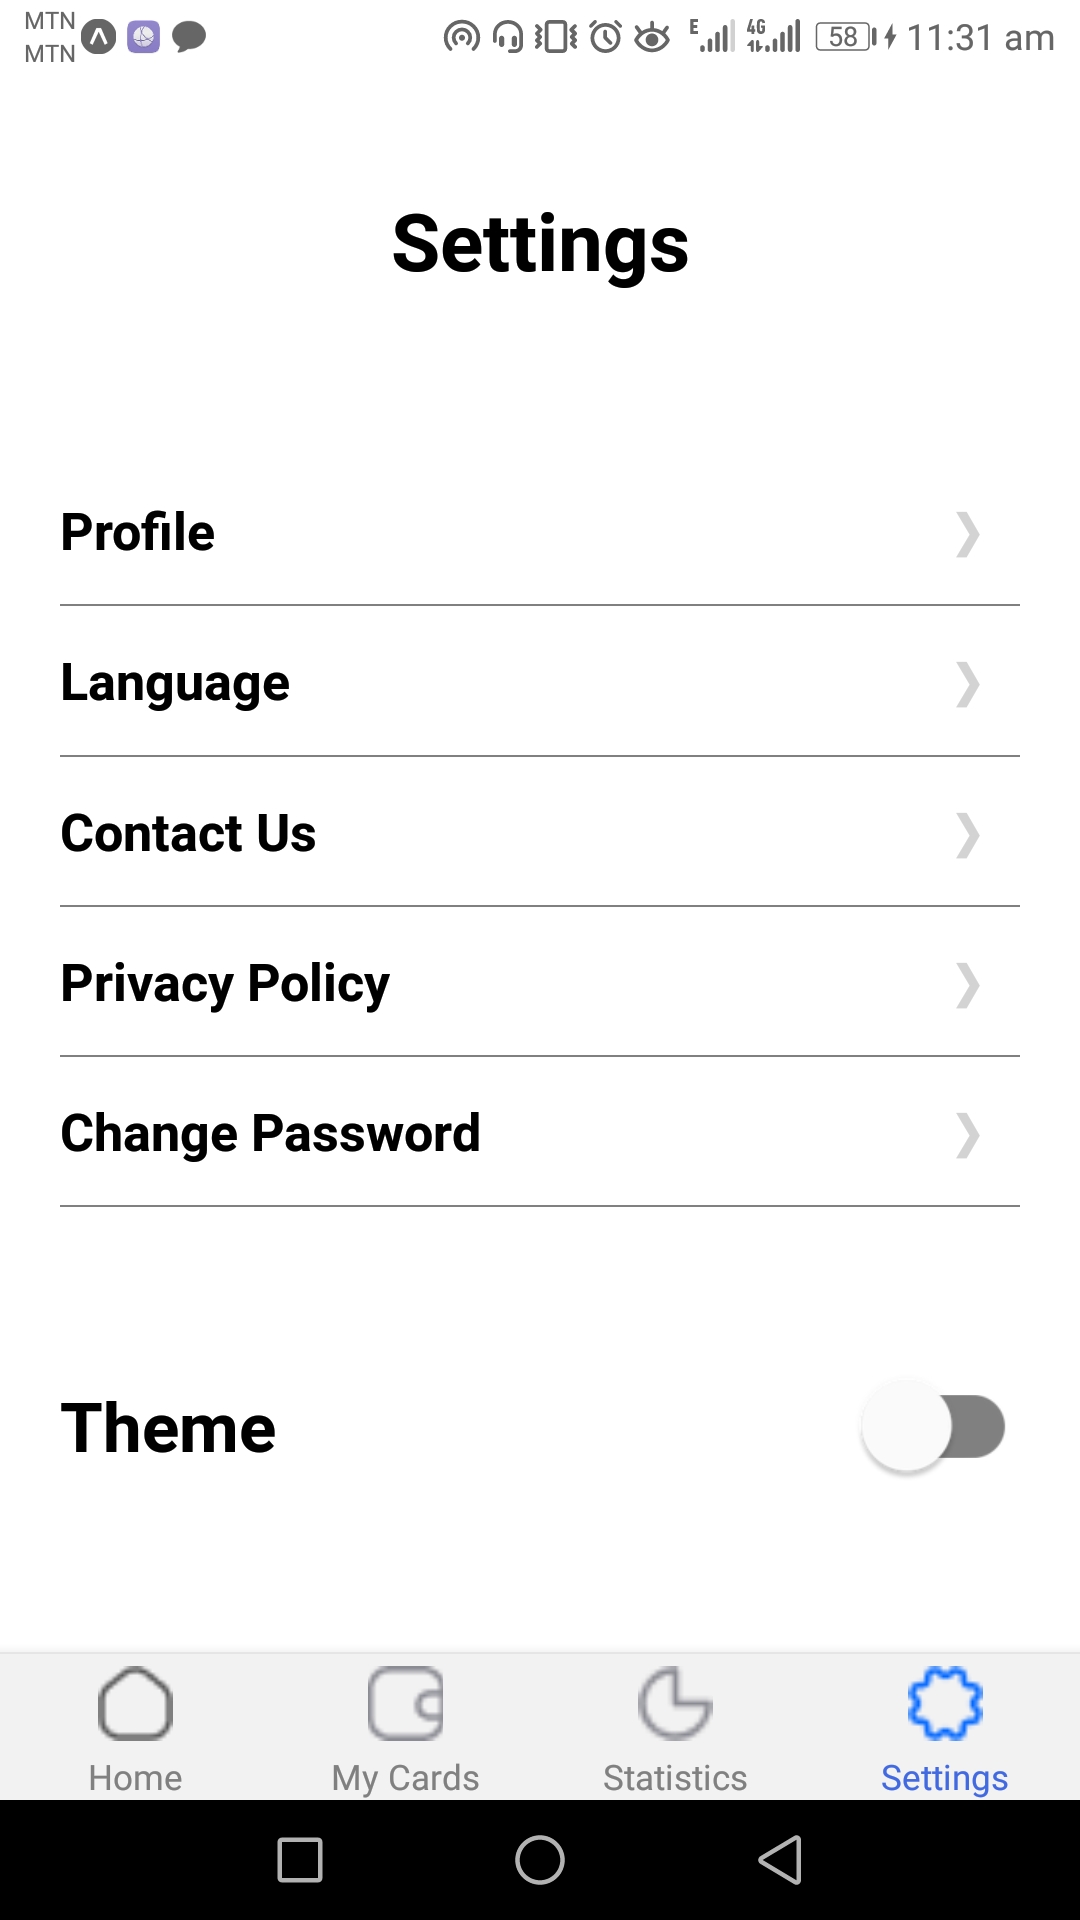 MTN
MTN
E 4G 58 11:31 am
Settings
Profile
Language
Contact Us
Privacy Policy
Change Password
Theme
Home My Cards Statistics Settings